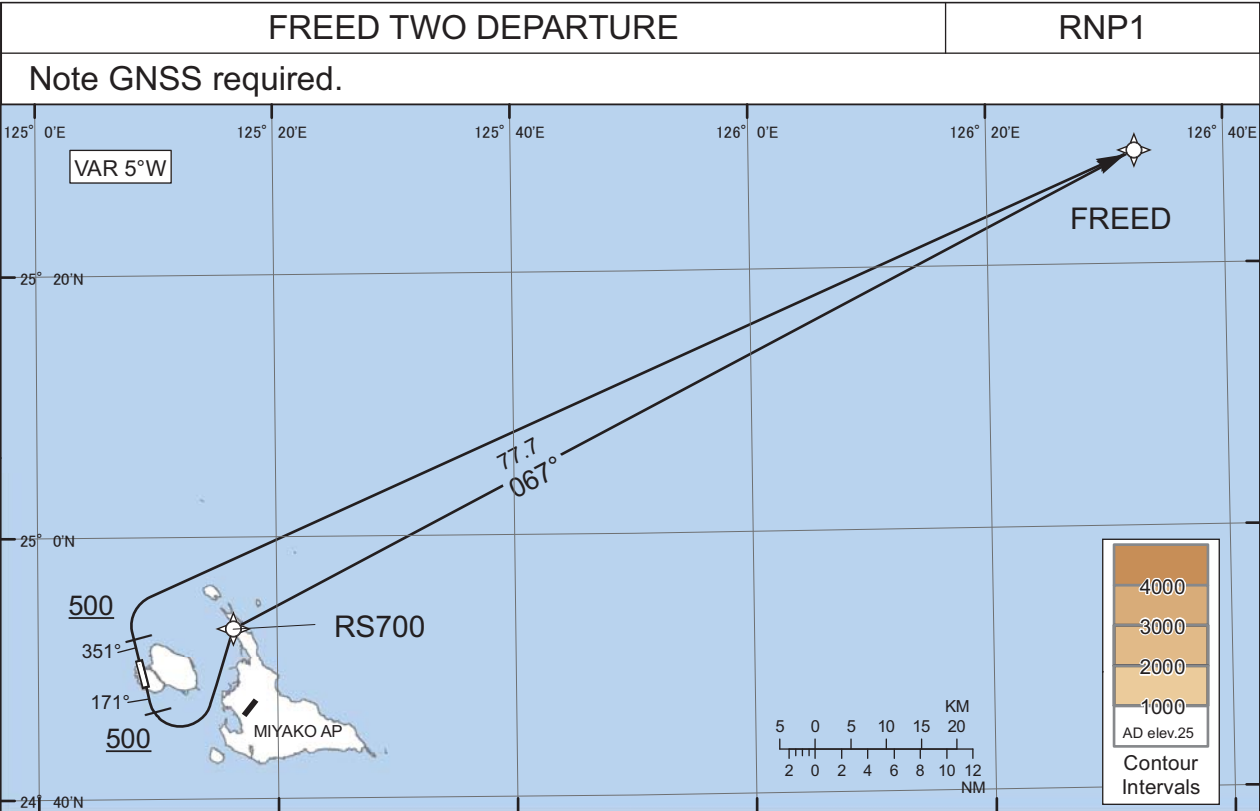 FREED TWO DEPARTURE
RNP1
Note GNSS required.
125° 0'E
125° 20'E
125° 40'E
126° 0'E
126° 20'E
126° 40'E
VAR 5°W
FREED
25° 20'N
77.7
067°
25° 0'N
500
351°
RS700
171°
500
MIYAKO AP
4000
3000
2000
1000
AD elev.25
Contour
Intervals
KM
5 0 5 10 15 20
2 0 2 4 6 8 10 12
NM
24° 40'N